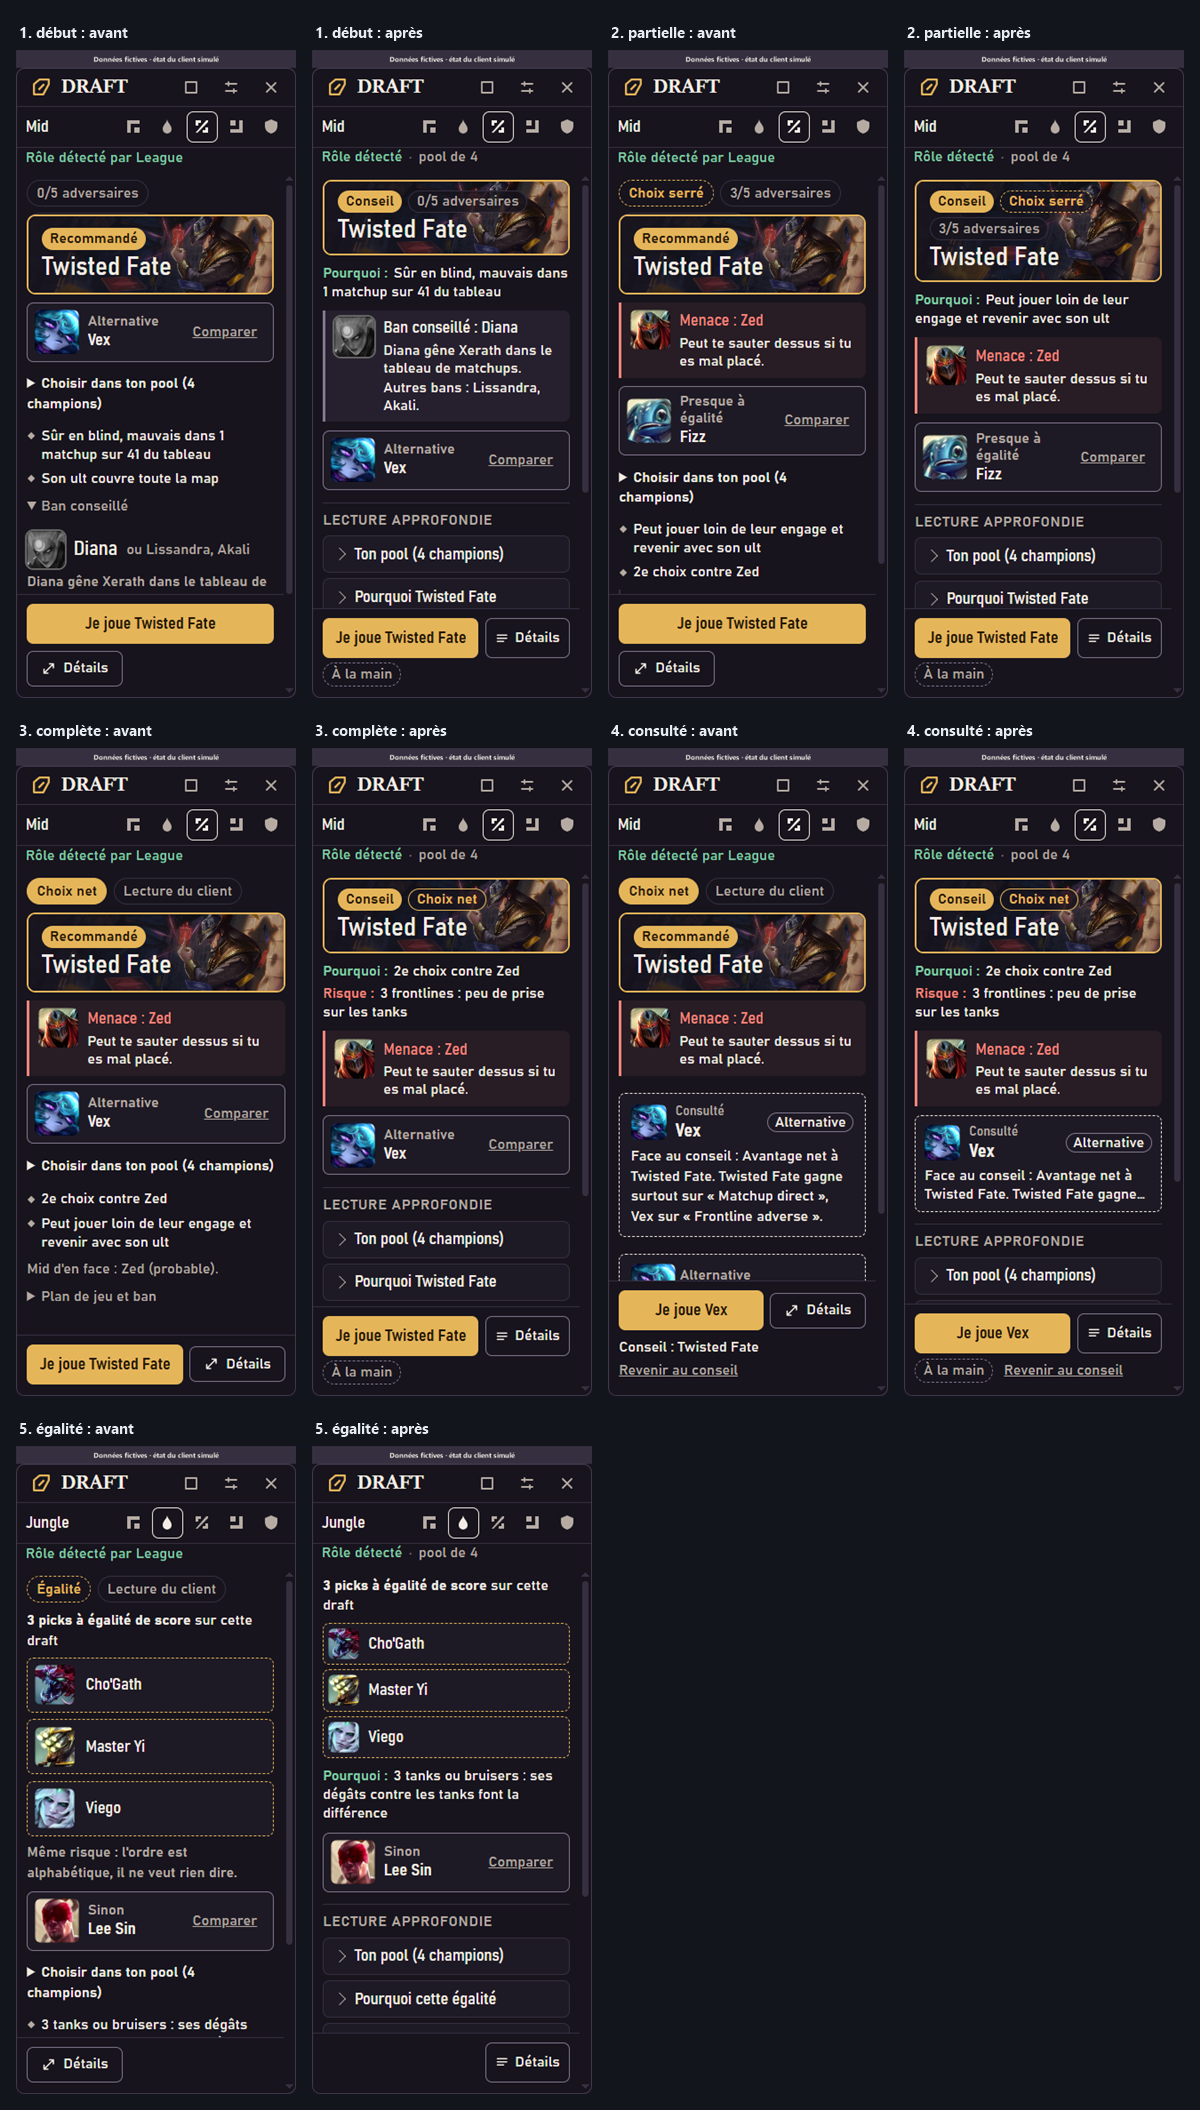 1. début : avant
Données fictives · état du client simulé
DRAFT
Mid
Rôle détecté par League
0/5 adversaires
Recommandé
Twisted Fate
Alternative
Vex
Comparer
Choisir dans ton pool (4
champions)
Sûr en blind, mauvais dans 1
matchup sur 41 du tableau
Son ult couvre toute la map
Ban conseillé
Diana ou Lissandra, Akali
Diana gêne Xerath dans le tableau de
Je joue Twisted Fate
Détails
1. début : après
Données fictives · état du client simulé
DRAFT
Mid
Rôle détecté · pool de 4
Conseil 0/5 adversaires
Twisted Fate
Pourquoi : Sûr en blind, mauvais dans
1 matchup sur 41 du tableau
Ban conseillé : Diana
Diana gêne Xerath dans le
tableau de matchups.
Autres bans : Lissandra,
Akali.
Alternative
Vex
Comparer
LECTURE APPROFONDIE
Ton pool (4 champions)
Pourquoi Twisted Fate
Je joue Twisted Fate
Détails
À la main
2. partielle : avant
Données fictives · état du client simulé
DRAFT
Mid
Rôle détecté par League
Choix serré 3/5 adversaires
Recommandé
Twisted Fate
Menace : Zed
Peut te sauter dessus si tu
es mal placé.
Presque à
égalité
Fizz
Comparer
Choisir dans ton pool (4
champions)
Peut jouer loin de leur engage et
revenir avec son ult
2e choix contre Zed
Je joue Twisted Fate
Détails
2. partielle : après
Données fictives · état du client simulé
DRAFT
Mid
Rôle détecté · pool de 4
Conseil Choix serré
3/5 adversaires
Twisted Fate
Pourquoi : Peut jouer loin de leur
engage et revenir avec son ult
Menace : Zed
Peut te sauter dessus si tu
es mal placé.
Presque à
égalité
Fizz
Comparer
LECTURE APPROFONDIE
Ton pool (4 champions)
Pourquoi Twisted Fate
Je joue Twisted Fate
Détails
À la main
3. complète : avant
Données fictives · état du client simulé
DRAFT
Mid
Rôle détecté par League
Choix net Lecture du client
Recommandé
Twisted Fate
Menace : Zed
Peut te sauter dessus si tu
es mal placé.
Alternative
Vex
Comparer
Choisir dans ton pool (4 champions)
2e choix contre Zed
Peut jouer loin de leur engage et
revenir avec son ult
Mid d'en face : Zed (probable).
Plan de jeu et ban
Je joue Twisted Fate
Détails
3. complète : après
Données fictives · état du client simulé
DRAFT
Mid
Rôle détecté · pool de 4
Conseil Choix net
Twisted Fate
Pourquoi : 2e choix contre Zed
Risque : 3 frontlines : peu de prise
sur les tanks
Menace : Zed
Peut te sauter dessus si tu
es mal placé.
Alternative
Vex
Comparer
LECTURE APPROFONDIE
Ton pool (4 champions)
Pourquoi Twisted Fate
Je joue Twisted Fate
Détails
À la main
4. consulté : avant
Données fictives · état du client simulé
DRAFT
Mid
Rôle détecté par League
Choix net Lecture du client
Recommandé
Twisted Fate
Menace : Zed
Peut te sauter dessus si tu
es mal placé.
Consulté
Vex
Alternative
Face au conseil : Avantage net à
Twisted Fate. Twisted Fate gagne
surtout sur « Matchup direct »,
Vex sur « Frontline adverse ».
Alternative
Je joue Vex
Détails
Conseil : Twisted Fate
Revenir au conseil
4. consulté : après
Données fictives · état du client simulé
DRAFT
Mid
Rôle détecté · pool de 4
Conseil Choix net
Twisted Fate
Pourquoi : 2e choix contre Zed
Risque : 3 frontlines : peu de prise
sur les tanks
Menace : Zed
Peut te sauter dessus si tu
es mal placé.
Consulté
Vex
Alternative
Face au conseil : Avantage net à
Twisted Fate. Twisted Fate gagne…
LECTURE APPROFONDIE
Ton pool (4 champions)
Je joue Vex
Détails
À la main
Revenir au conseil
5. égalité : avant
Données fictives · état du client simulé
DRAFT
Jungle
Rôle détecté par League
Égalité Lecture du client
3 picks à égalité de score sur cette
draft
Cho'Gath
Master Yi
Viego
Même risque : l'ordre est
alphabétique, il ne veut rien dire.
Sinon
Lee Sin
Comparer
Choisir dans ton pool (4
champions)
3 tanks ou bruisers : ses dégâts
Détails
5. égalité : après
Données fictives · état du client simulé
DRAFT
Jungle
Rôle détecté · pool de 4
3 picks à égalité de score sur cette
draft
Cho'Gath
Master Yi
Viego
Pourquoi : 3 tanks ou bruisers : ses
dégâts contre les tanks font la
différence
Sinon
Lee Sin
Comparer
LECTURE APPROFONDIE
Ton pool (4 champions)
Pourquoi cette égalité
Détails